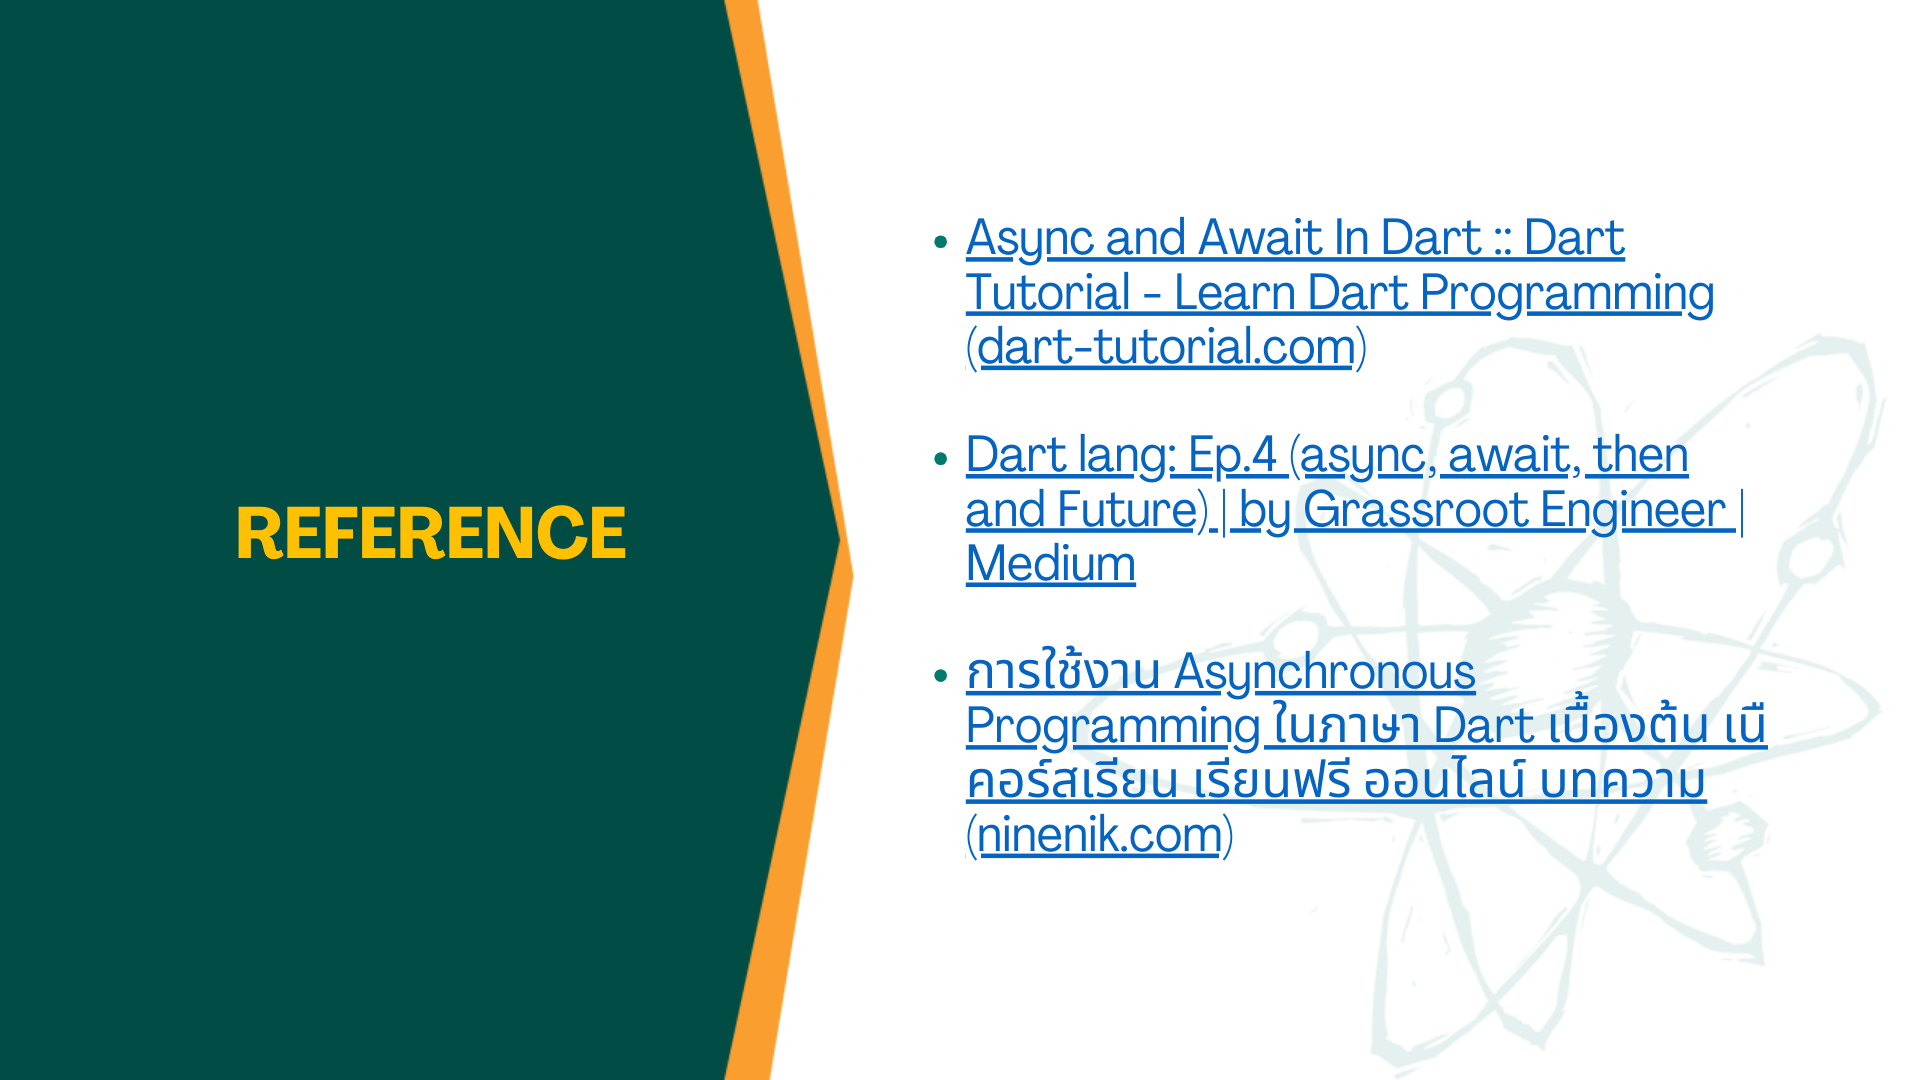 REFERENCE
• Async and Await In Dart :: Dart
Tutorial - Learn Dart Programming
(dart-tutorial.com)
• Dart lang: Ep.4 (async, await, then
and Future) | by Grassroot Engineer |
Medium
• การใช้งาน Asynchronous
Programming ในภาษา Dart เบื้องต้น เนื
คอร์สเรียน เรียนฟรี ออนไลน์ บทความ
(ninenik.com)